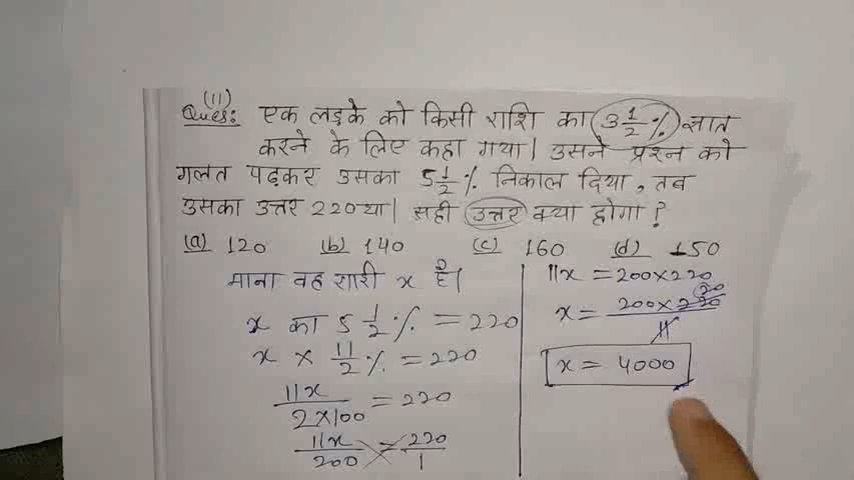 (11)
Ques: एक लड़के को किसी राशि का 3 1/2 % ज्ञात
करने के लिए कहा गया। उसने प्रश्न को
गलत पढ़कर उसका 5 1/2 % निकाल दिया, तब
उसका उत्तर 220 था। सही उत्तर क्या होगा?
(a) 120 (b) 140 (c) 160 (d) 150
माना वह राशी x है।
x का 5 1/2 % = 220
x × 11/2 % = 220
11x/2×100 = 220
11x/200 = 220/1
11x = 200×220
x = 200×220/11 20
x = 4000